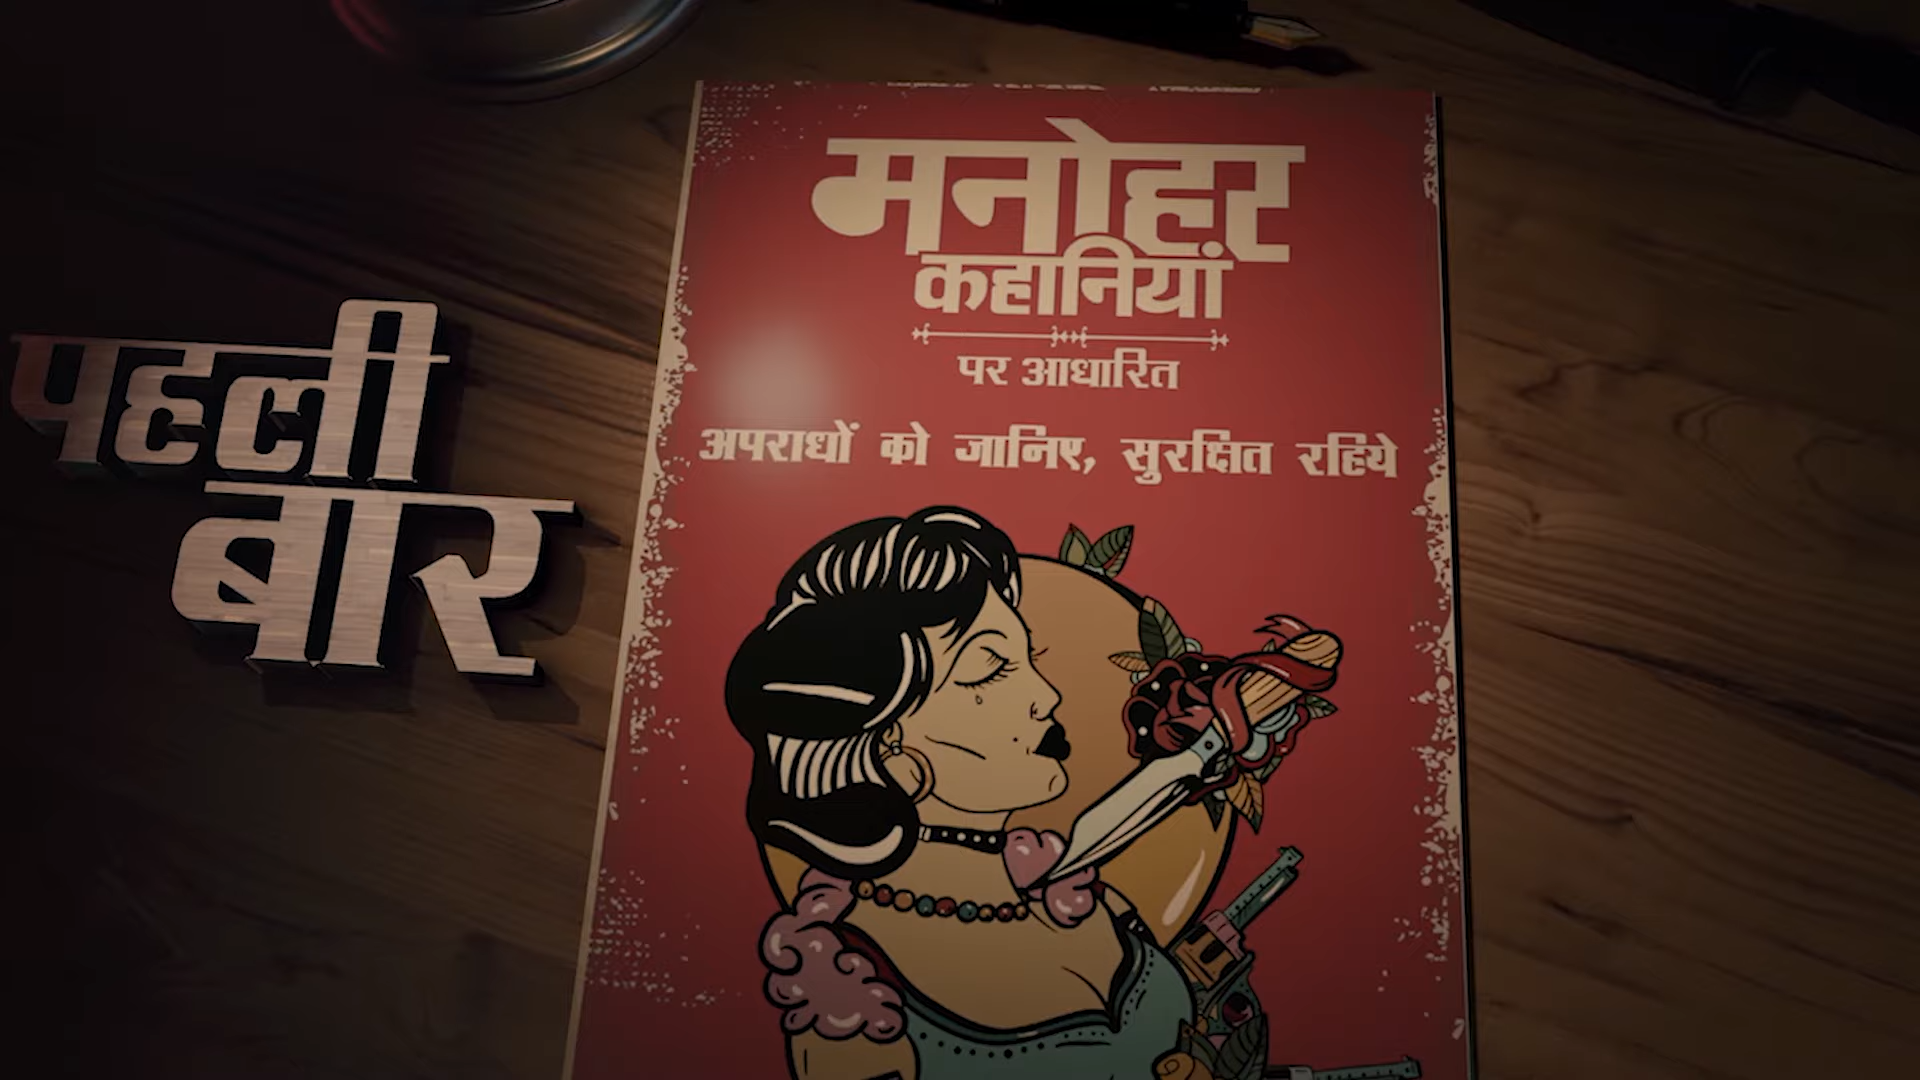 पहली
बार
मनोहर
कहानियां
पर आधारित
अपराधों को जानिए, सुरक्षित रहिये